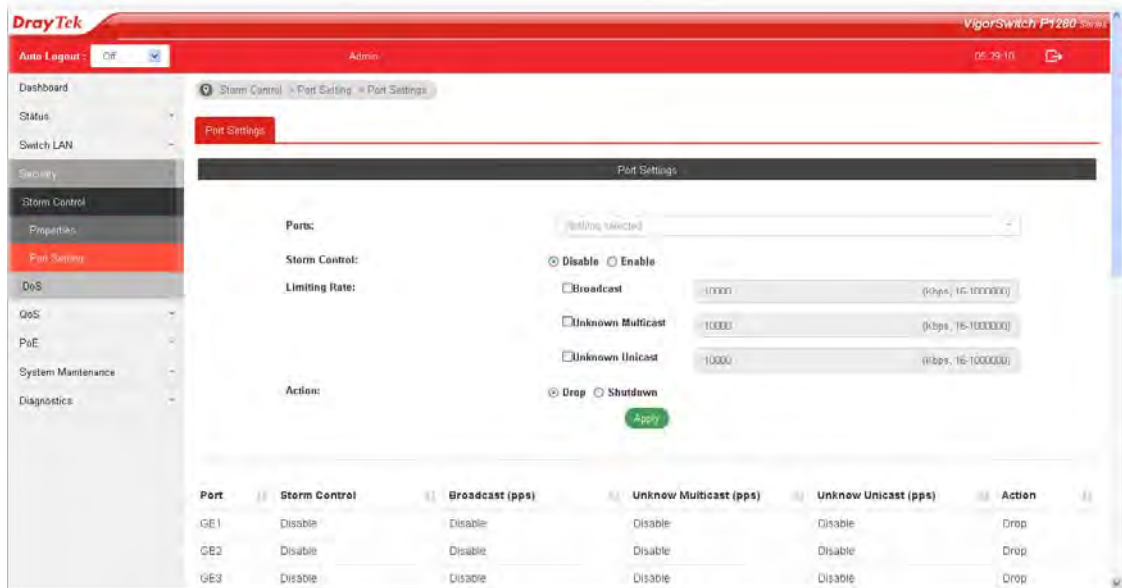 DrayTek
VigorSwitch P1280 Series
Auto Logout : Off
Admin
05:29:10
Dashboard
Status
Switch LAN
Security
Storm Control
Properties
Port Setting
DoS
QoS
PoE
System Maintenance
Diagnostics
Storm Control > Port Setting > Port Settings
Port Settings
Port Settings
Ports: Nothing selected
Storm Control: Disable Enable
Limiting Rate: Broadcast 10000 (Kbps, 16-1000000)
Unknown Multicast 10000 (Kbps, 16-1000000)
Unknown Unicast 10000 (Kbps, 16-1000000)
Action: Drop Shutdown
Apply
Port Storm Control Broadcast (pps) Unknow Multicast (pps) Unknow Unicast (pps) Action
GE1 Disable Disable Disable Disable Drop
GE2 Disable Disable Disable Disable Drop
GE3 Disable Disable Disable Disable Drop